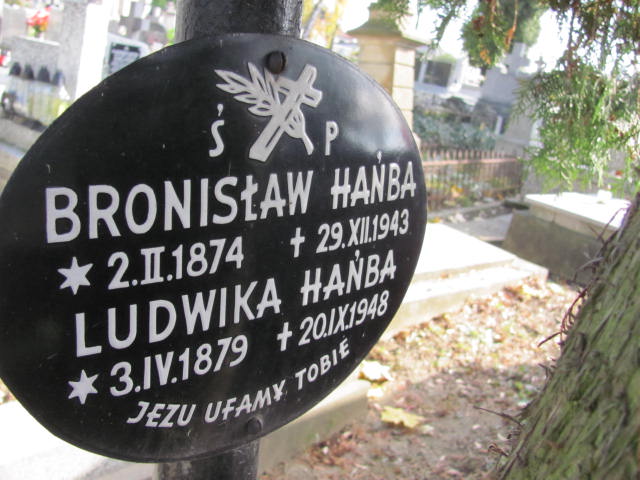 Ś P
BRONISŁAW HAŃBA
★ 2.II.1874 † 29.XII.1943
LUDWIKA HAŃBA
★ 3.IV.1879 † 20.IX.1948
JEZU UFAMY TOBIE